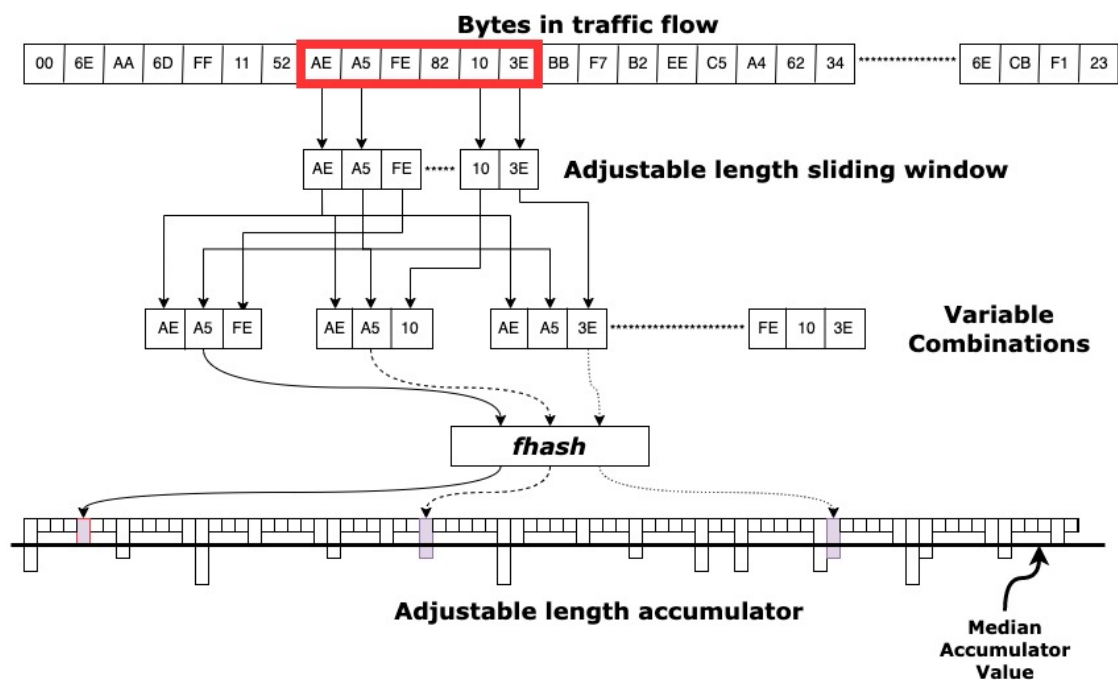 Bytes in traffic flow
00 6E AA 6D FF 11 52 AE A5 FE 82 10 3E BB F7 B2 EE C5 A4 62 34 **************** 6E CB F1 23
AE A5 FE ***** 10 3E
Adjustable length sliding window
AE A5 FE AE A5 10 AE A5 3E ********************** FE 10 3E
Variable
Combinations
fhash
Adjustable length accumulator
Median
Accumulator
Value